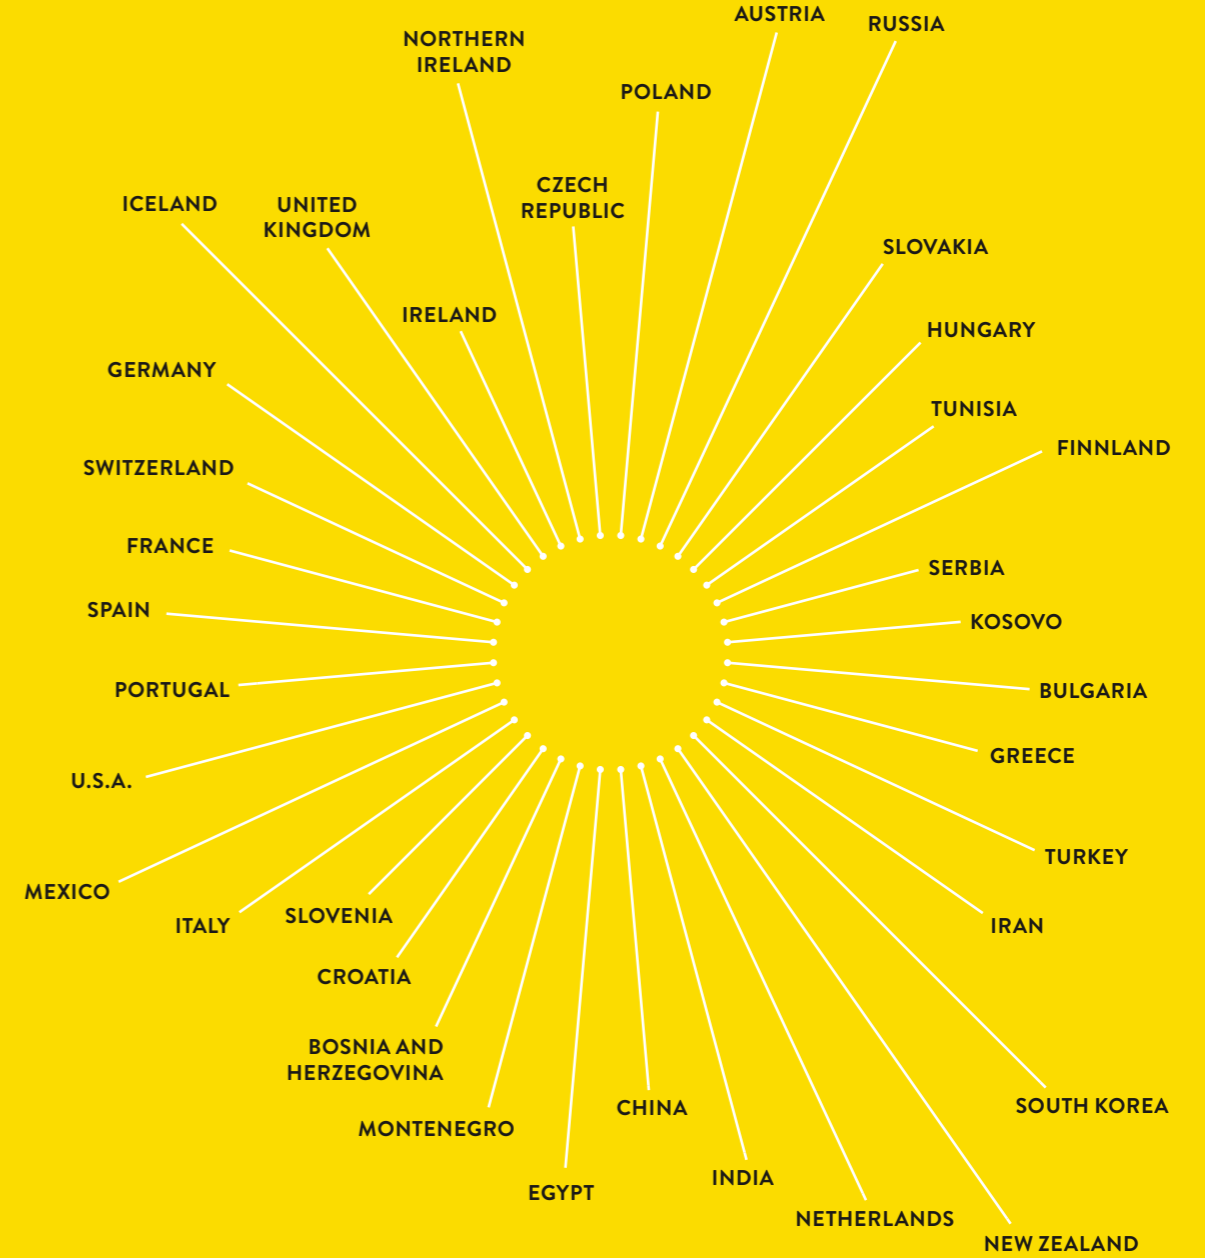 AUSTRIA
RUSSIA
NORTHERN
IRELAND
POLAND
CZECH
REPUBLIC
ICELAND
UNITED
KINGDOM
SLOVAKIA
IRELAND
HUNGARY
GERMANY
TUNISIA
FINNLAND
SWITZERLAND
FRANCE
SERBIA
SPAIN
KOSOVO
PORTUGAL
BULGARIA
GREECE
U.S.A.
TURKEY
MEXICO
SLOVENIA
ITALY
IRAN
CROATIA
BOSNIA AND
HERZEGOVINA
SOUTH KOREA
CHINA
MONTENEGRO
INDIA
EGYPT
NETHERLANDS
NEW ZEALAND